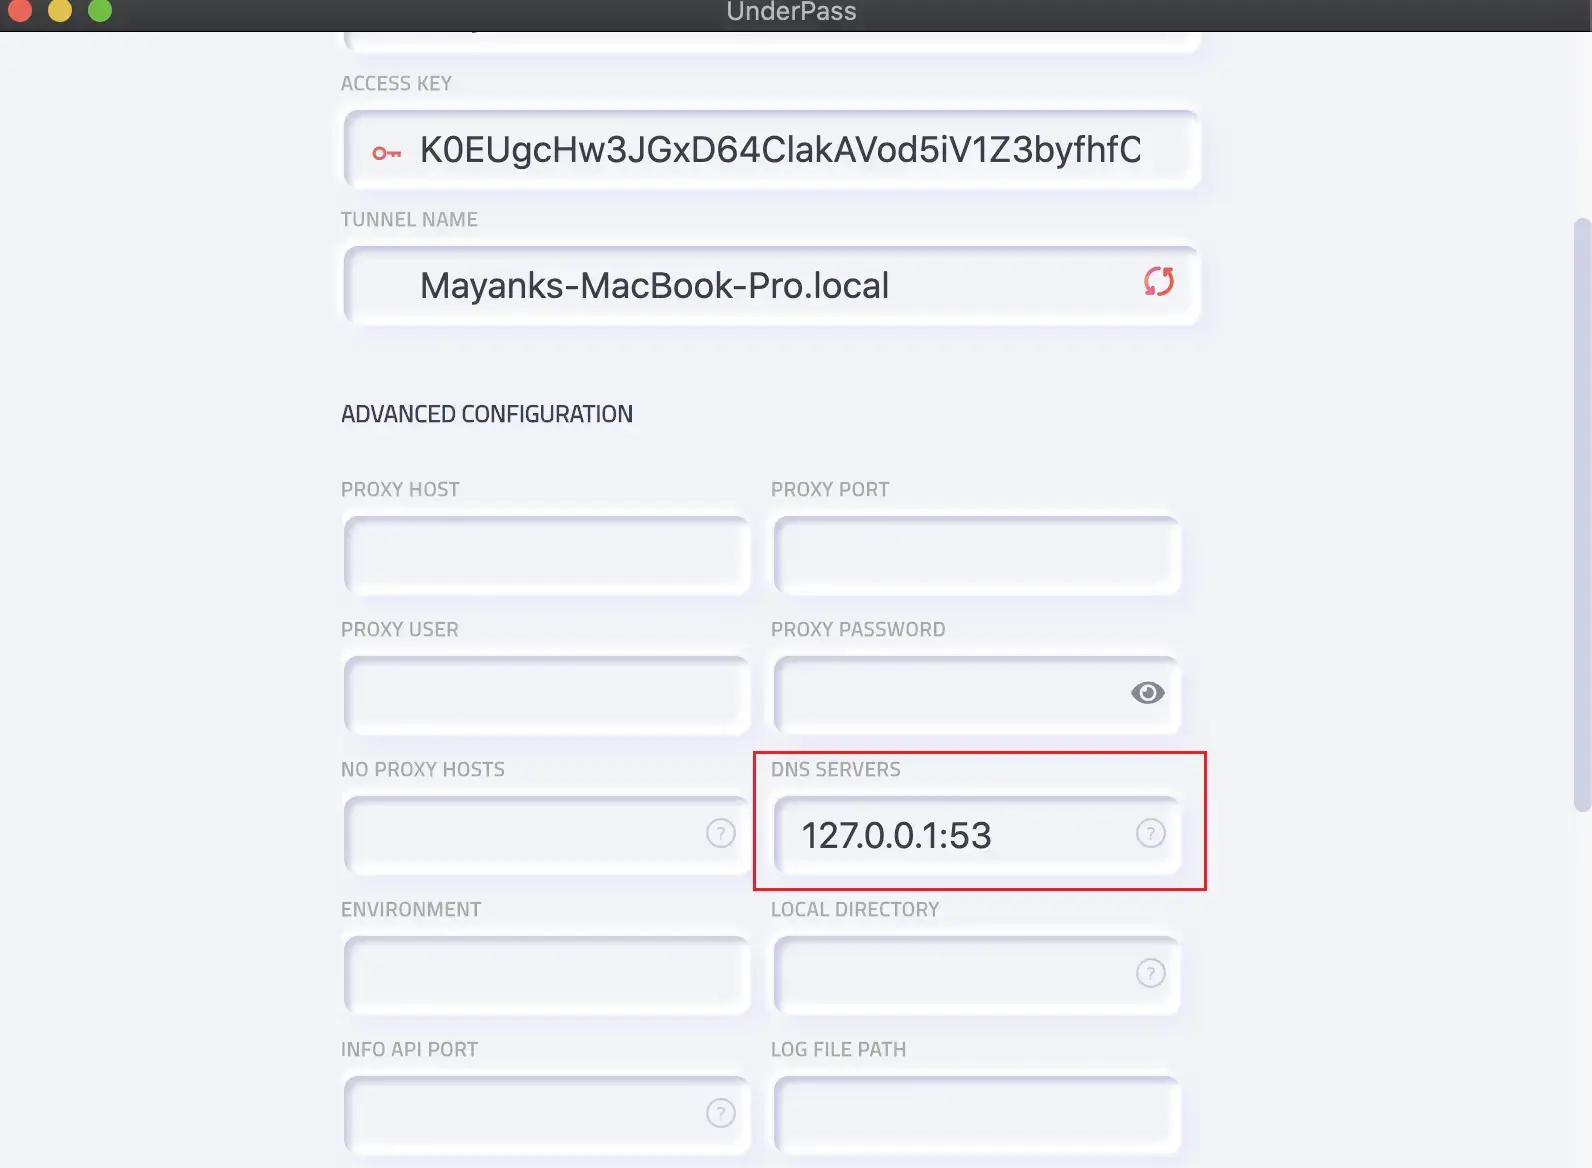 UnderPass
ACCESS KEY
K0EUgcHw3JGxD64ClakAVod5iV1Z3byfhfC
TUNNEL NAME
Mayanks-MacBook-Pro.local
ADVANCED CONFIGURATION
PROXY HOST
PROXY PORT
PROXY USER
PROXY PASSWORD
NO PROXY HOSTS
DNS SERVERS
?
127.0.0.1:53
?
ENVIRONMENT
LOCAL DIRECTORY
?
INFO API PORT
LOG FILE PATH
?